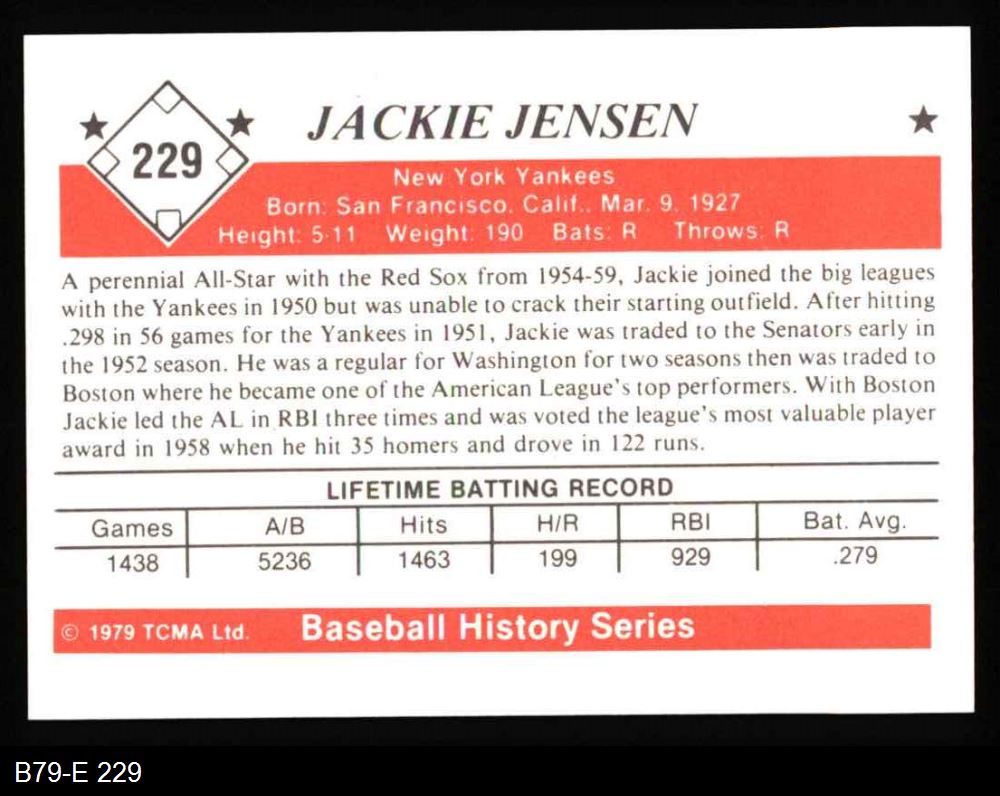 JACKIE JENSEN
229
New York Yankees
Born: San Francisco, Calif., Mar. 9, 1927
Height: 5-11 Weight: 190 Bats: R Throws: R
A perennial All-Star with the Red Sox from 1954-59, Jackie joined the big leagues
with the Yankees in 1950 but was unable to crack their starting outfield. After hitting
.298 in 56 games for the Yankees in 1951, Jackie was traded to the Senators early in
the 1952 season. He was a regular for Washington for two seasons then was traded to
Boston where he became one of the American League's top performers. With Boston
Jackie led the AL in RBI three times and was voted the league's most valuable player
award in 1958 when he hit 35 homers and drove in 122 runs.
LIFETIME BATTING RECORD
Games A/B Hits H/R RBI Bat. Avg.
1438 5236 1463 199 929 .279
© 1979 TCMA Ltd. Baseball History Series
B79-E 229